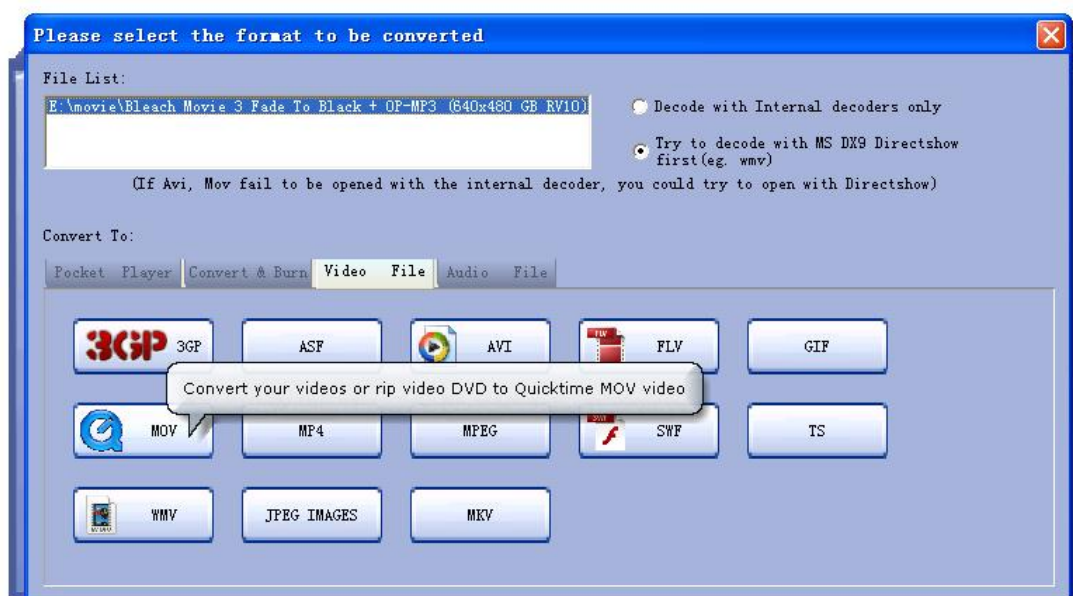 Please select the format to be converted
File List:
E:\movie\Bleach Movie 3 Fade To Black + OP-MP3 (640x480 GB RV10)
Decode with Internal decoders only
Try to decode with MS DX9 Directshow
first(eg. wmv)
(If Avi, Mov fail to be opened with the internal decoder, you could try to open with Directshow)
Convert To:
Pocket Player Convert & Burn Video File Audio File
3GP 3GP ASF AVI FLV FLV GIF
Convert your videos or rip video DVD to Quicktime MOV video
MOV MP4 MPEG SWF SWF TS
WMV JPEG IMAGES MKV